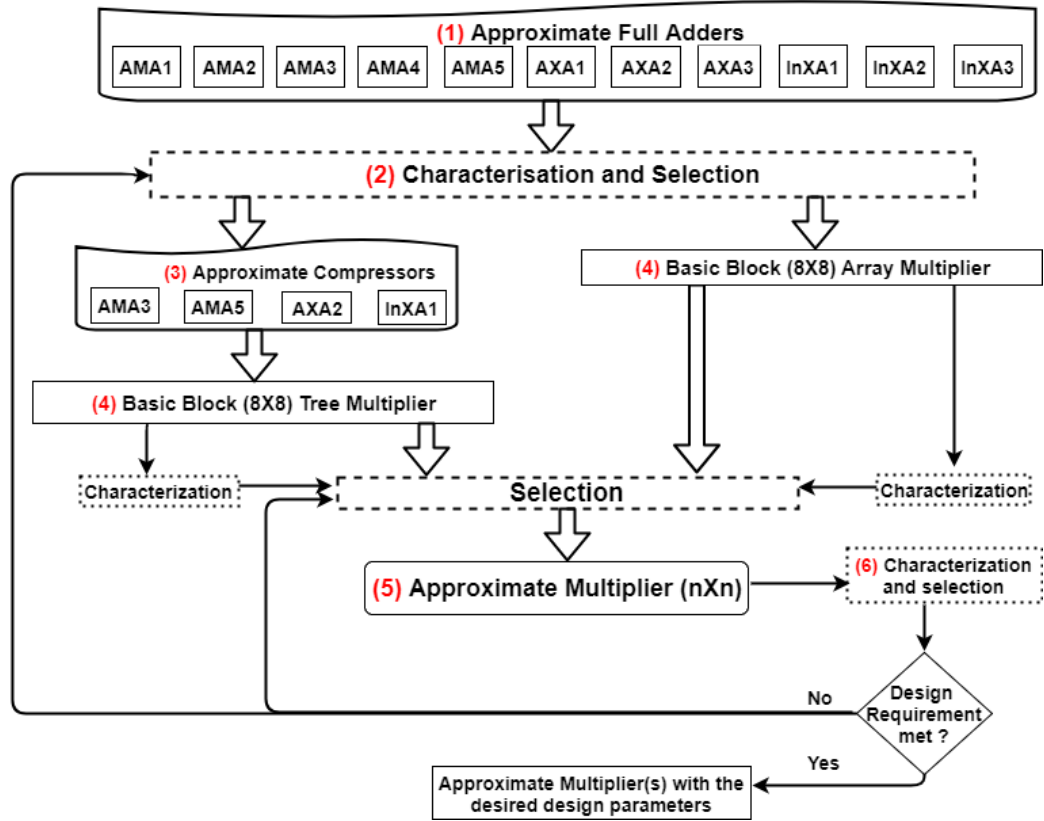 (1) Approximate Full Adders
AMA1 AMA2 AMA3 AMA4 AMA5 AXA1 AXA2 AXA3 InXA1 InXA2 InXA3
(2) Characterisation and Selection
(3) Approximate Compressors
AMA3 AMA5 AXA2 InXA1
(4) Basic Block (8X8) Array Multiplier
(4) Basic Block (8X8) Tree Multiplier
Characterization
Selection
Characterization
(5) Approximate Multiplier (nXn)
(6) Characterization
and selection
No
Design
Requirement
met ?
Yes
Approximate Multiplier(s) with the
desired design parameters